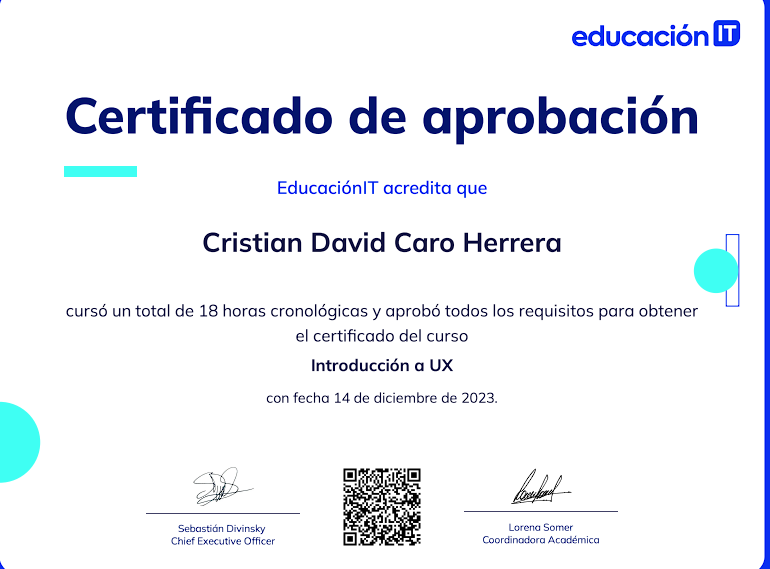 educación IT
Certificado de aprobación
EducaciónIT acredita que
Cristian David Caro Herrera
cursó un total de 18 horas cronológicas y aprobó todos los requisitos para obtener
el certificado del curso
Introducción a UX
con fecha 14 de diciembre de 2023.
Sebastián Divinsky
Chief Executive Officer
Lorena Somer
Coordinadora Académica